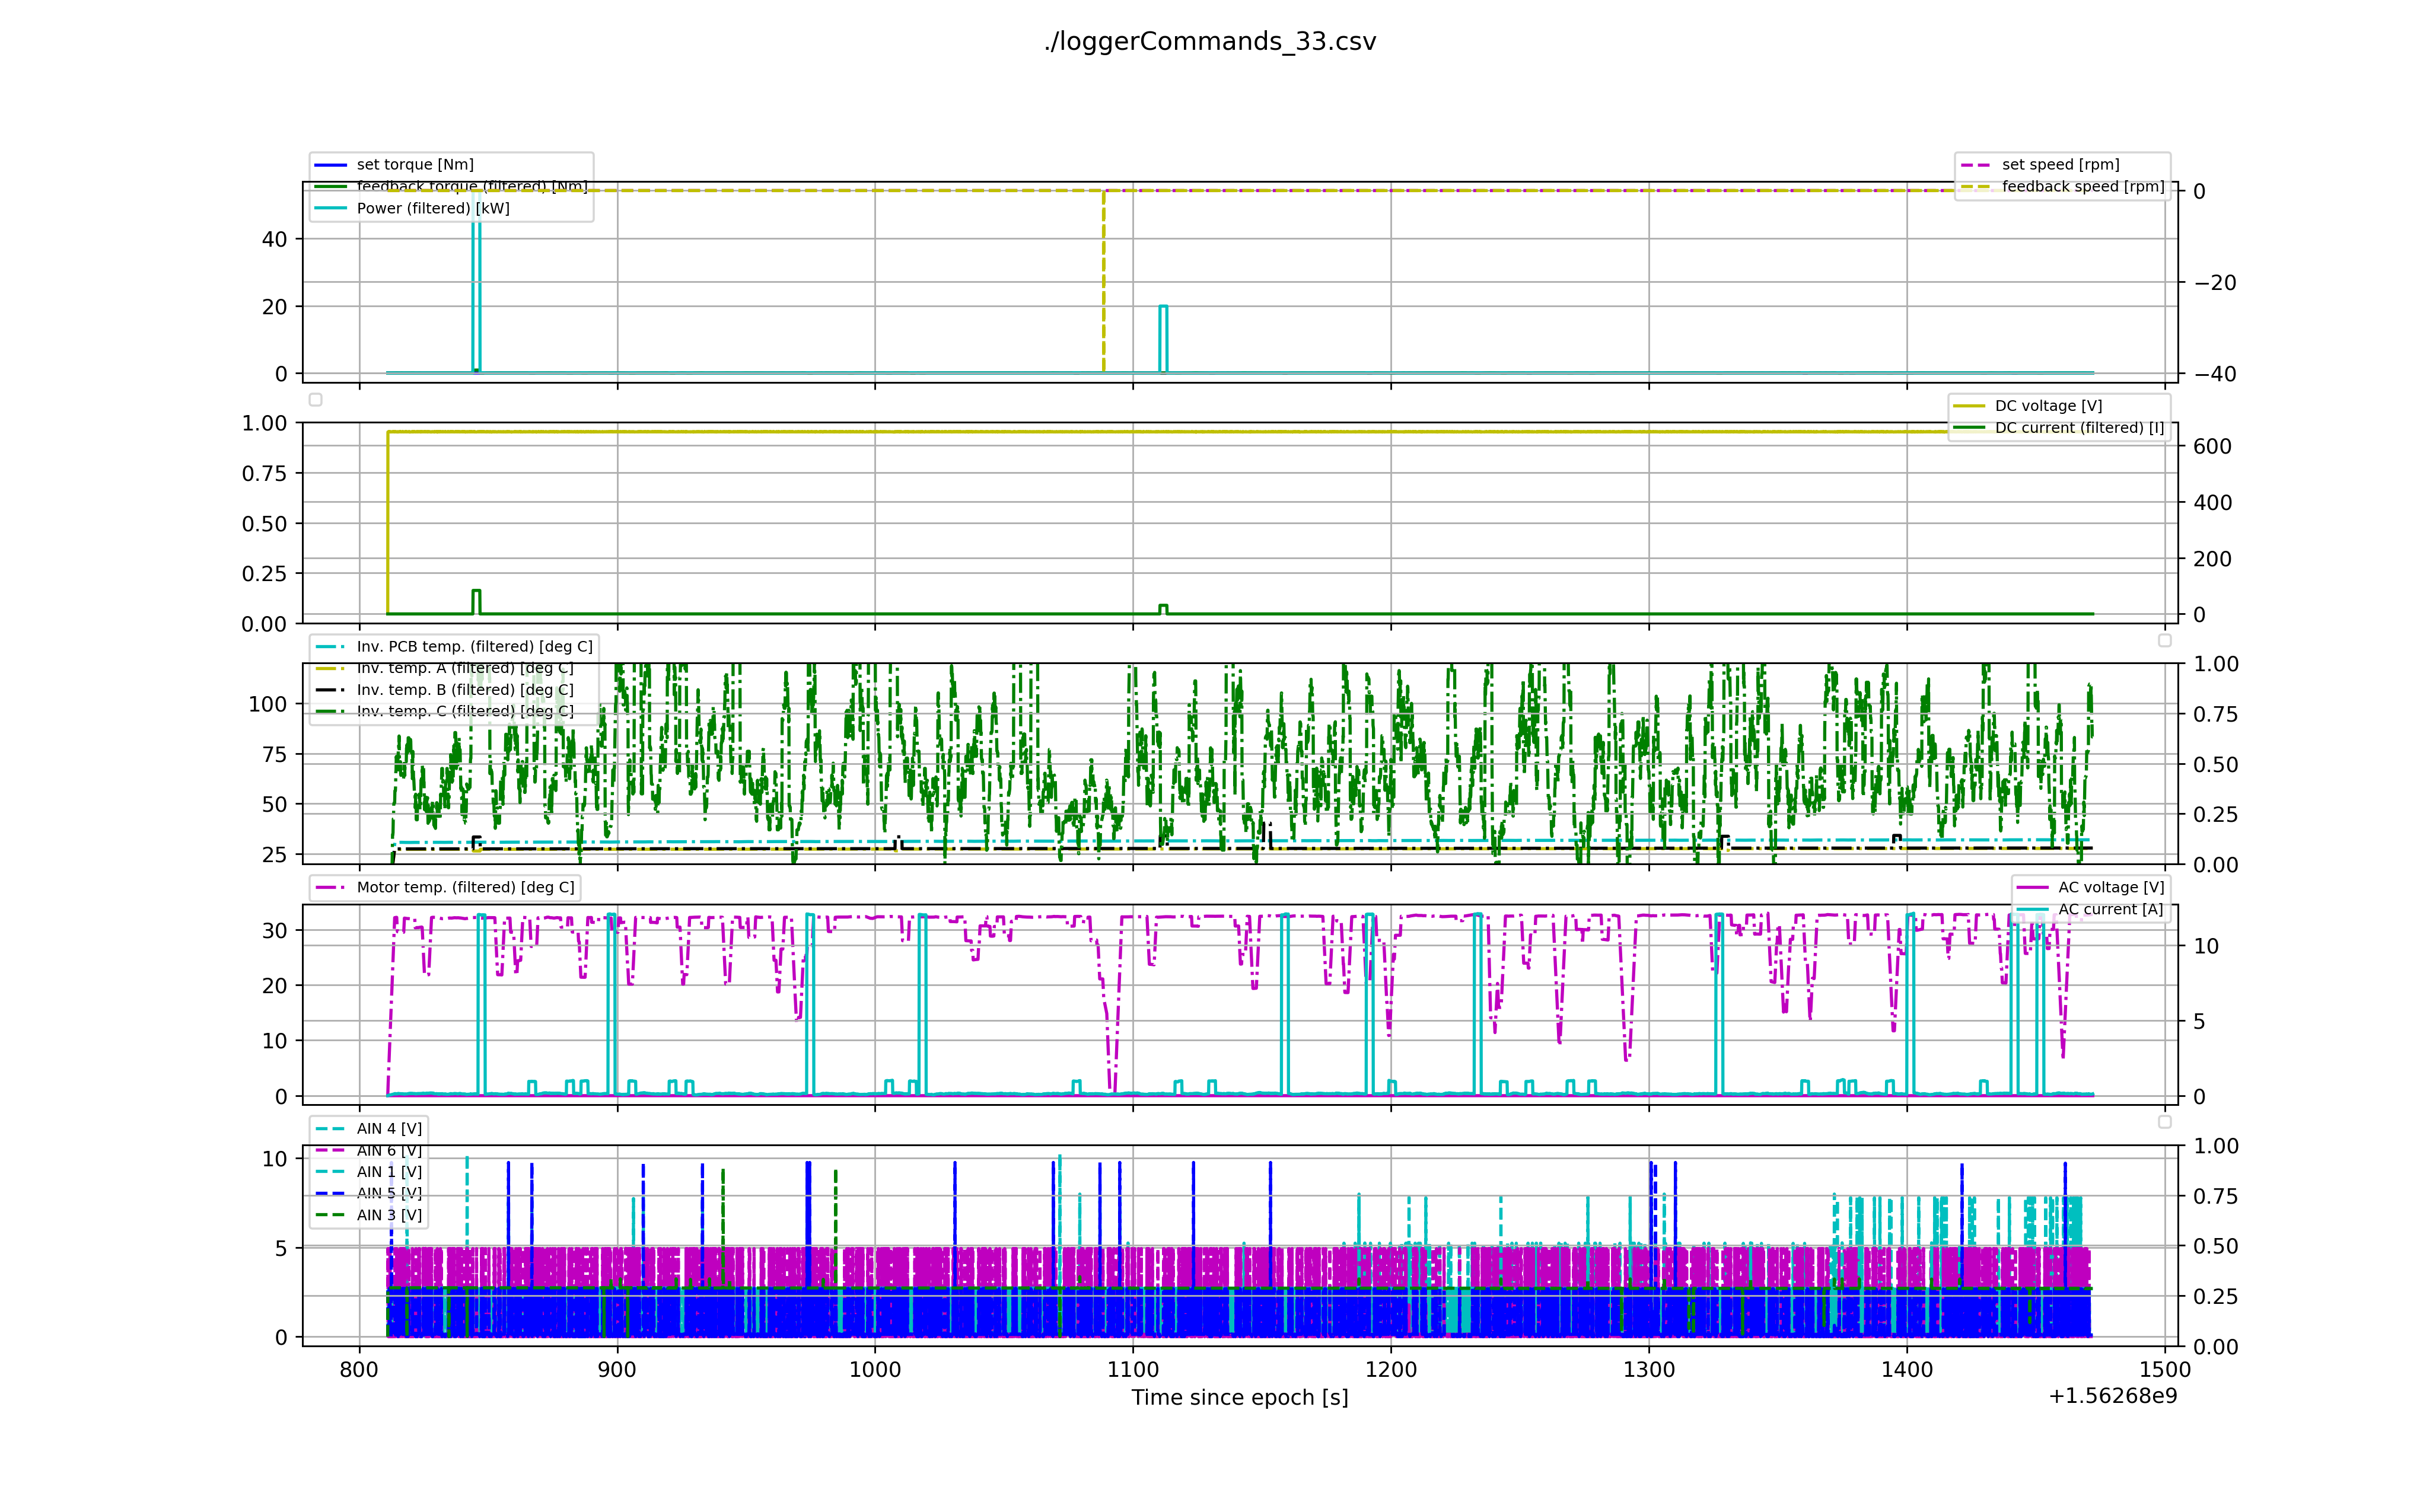 ./loggerCommands_33.csv
set torque [Nm]
feedback torque (filtered) [Nm]
Power (filtered) [kW]
set speed [rpm]
feedback speed [rpm]
40
20
0
0
−20
−40
DC voltage [V]
DC current (filtered) [I]
1.00
0.75
0.50
0.25
0.00
600
400
200
0
Inv. PCB temp. (filtered) [deg C]
Inv. temp. A (filtered) [deg C]
Inv. temp. B (filtered) [deg C]
Inv. temp. C (filtered) [deg C]
100
75
50
25
1.00
0.75
0.50
0.25
0.00
Motor temp. (filtered) [deg C]
AC voltage [V]
AC current [A]
30
20
10
0
10
5
0
AIN 4 [V]
AIN 6 [V]
AIN 1 [V]
AIN 5 [V]
AIN 3 [V]
10
5
0
1.00
0.75
0.50
0.25
0.00
800 900 1000 1100 1200 1300 1400 1500
Time since epoch [s]
+1.56268e9